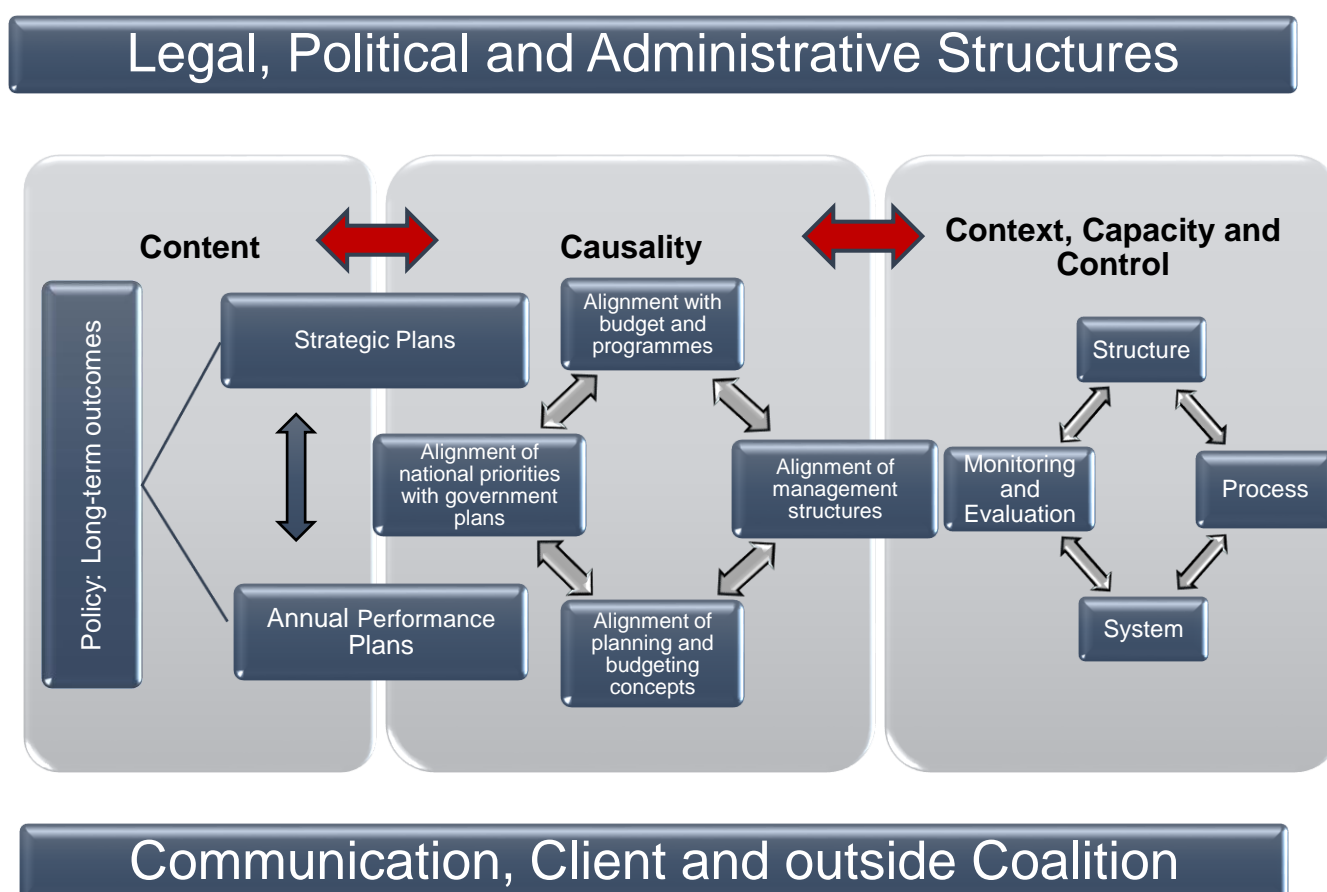 Legal, Political and Administrative Structures
Content
Causality
Context, Capacity and
Control
Policy: Long-term outcomes
Strategic Plans
Annual Performance
Plans
Alignment with
budget and
programmes
Alignment of
national priorities
with government
plans
Alignment of
management
structures
Alignment of
planning and
budgeting
concepts
Structure
Monitoring
and
Evaluation
Process
System
Communication, Client and outside Coalition